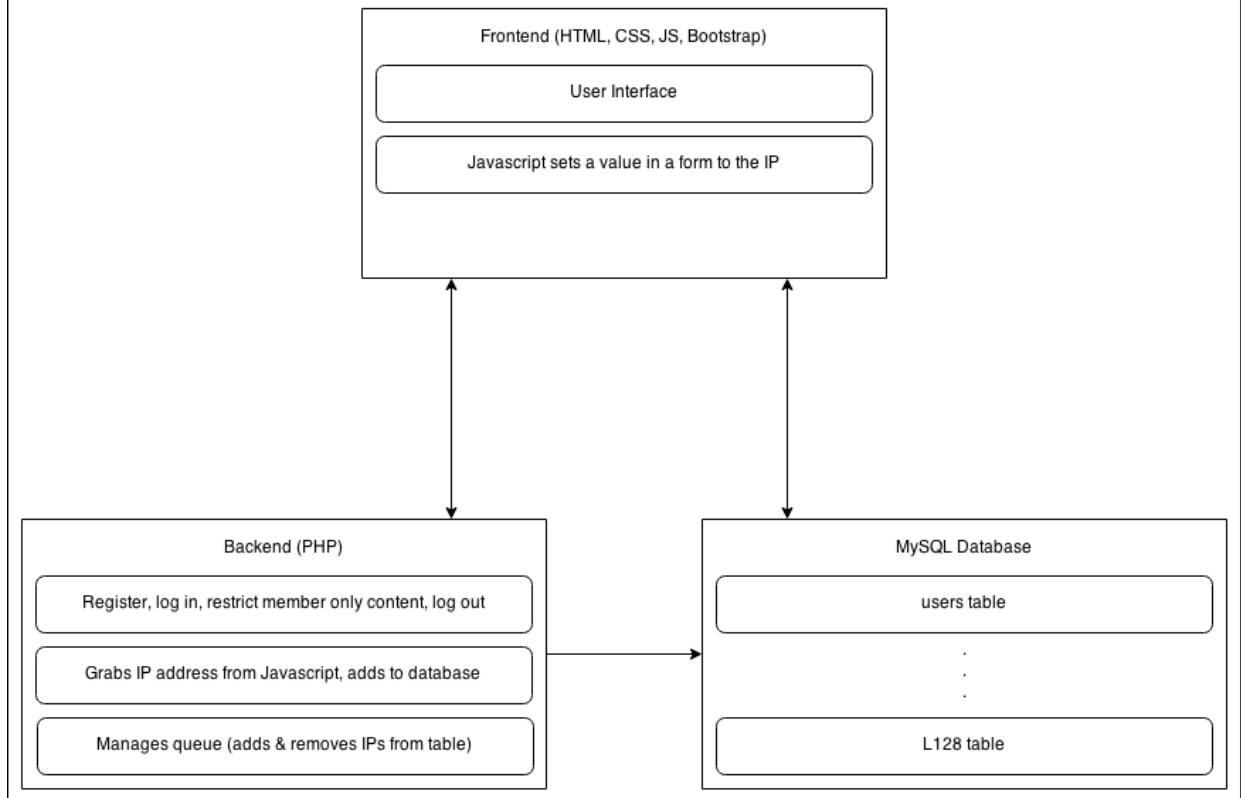 Frontend (HTML, CSS, JS, Bootstrap)
User Interface
Javascript sets a value in a form to the IP
Backend (PHP)
Register, log in, restrict member only content, log out
Grabs IP address from Javascript, adds to database
Manages queue (adds & removes IPs from table)
MySQL Database
users table
.
.
.
L128 table